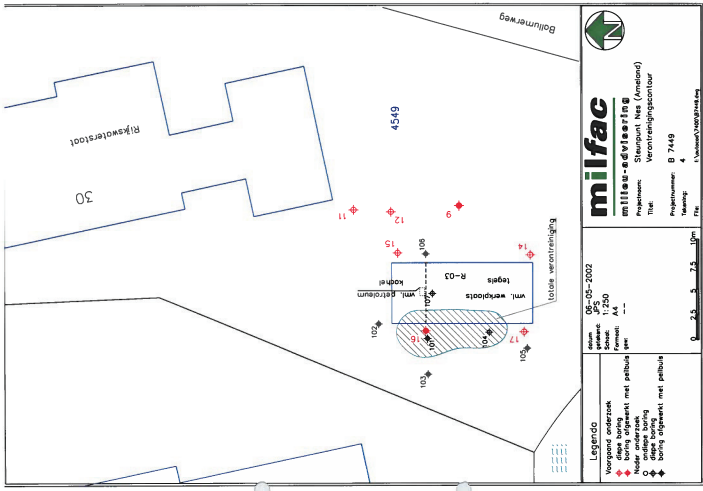 Ballumerweg
Rijkswaterstaat
30
4549
11
12
9
15
106
14
vml. petroleum
kachel
R-03
tegels
vml. werkplaats
107
totale verontreiniging
102
16
101
104
17
105
103
N
milfac
milieu-advisering
Projectnaam: Steunpunt Nes (Ameland)
Titel: Verontreinigingscontour
Projectnummer: B 7449
Tekening: 4
File:
datum 06-05-2002
getekend: JPS
Schaal: 1:250
Formaat: A4
gew: --
0 2.5 5 10m
Legenda
Voorgaand onderzoek
diepe boring
boring afgewerkt met peilbuis
Nader onderzoek
ondiepe boring
diepe boring
boring afgewerkt met peilbuis